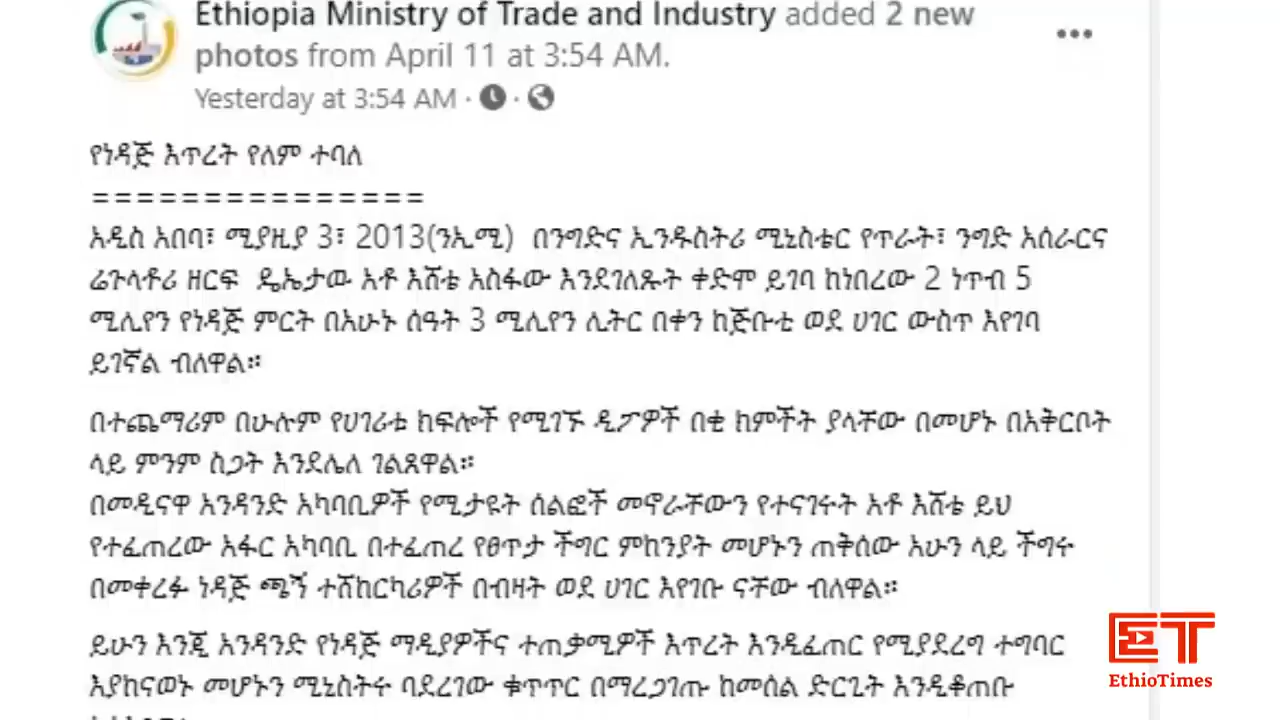 Ethiopia Ministry of Trade and Industry added 2 new
photos from April 11 at 3:54 AM.
Yesterday at 3:54 AM
የነዳጅ እጥረት የለም ተባለ
===============
አዲስ አበባ፣ ሚያዚያ 3፣ 2013(ንኢሚ) በንግድና ኢንዱስትሪ ሚኒስቴር የጥራት፣ ንግድ አሰራርና
ሬጉላቶሪ ዘርፍ ዴኤታዉ አቶ እሸቴ አስፋው እንደገለጹት ቀድሞ ይገባ ከነበረው 2 ነጥብ 5
ሚሊየን የነዳጅ ምርት በአሁኑ ሰዓት 3 ሚሊየን ሊትር በቀን ከጅቡቲ ወደ ሀገር ውስጥ እየገባ
ይገኛል ብለዋል።
በተጨማሪም በሁሉም የሀገሪቱ ክፍሎች የሚገኙ ዲፖዎች በቂ ክምችት ያላቸው በመሆኑ በአቅርቦት
ላይ ምንም ስጋት እንደሌለ ገልጸዋል።
በመዲናዋ አንዳንድ አካባቢዎች የሚታዩት ሰልፎች መኖራቸውን የተናገሩት አቶ እሸቴ ይህ
የተፈጠረው አፋር አካባቢ በተፈጠረ የፀጥታ ችግር ምክንያት መሆኑን ጠቅሰው አሁን ላይ ችግሩ
በመቀረፉ ነዳጅ ጫኝ ተሽከርካሪዎች በብዛት ወደ ሀገር እየገቡ ናቸው ብለዋል።
ይሁን እንጂ አንዳንድ የነዳጅ ማዲያዎችና ተጠቃሚዎች እጥረት እንዲፈጠር የሚያደረግ ተግባር
እያከናወኑ መሆኑን ሚኒስትሩ ባደረገው ቁጥጥር በማረጋገጡ ከመሰል ድርጊት እንዲቆጠቡ
ET
EthioTimes